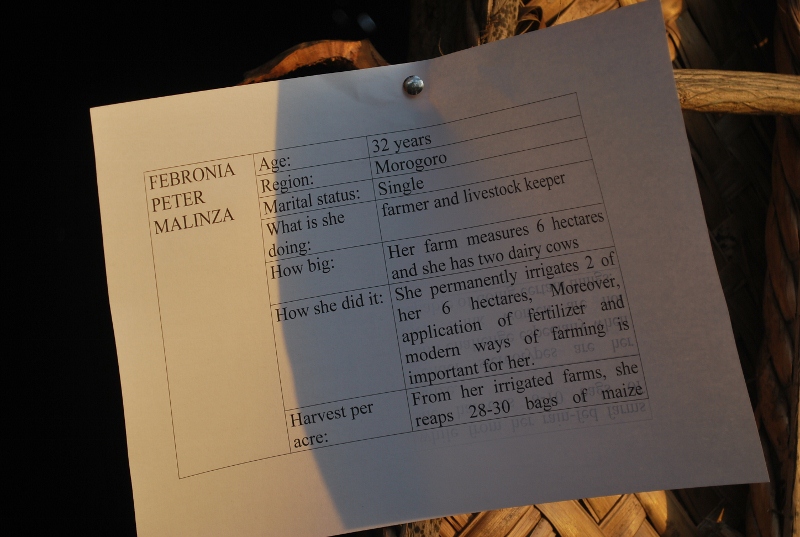 FEBRONIA
PETER
MALINZA
Age:
32 years
Region:
Morogoro
Marital status:
Single
What is she
doing:
farmer and livestock keeper
How big:
Her farm measures 6 hectares
and she has two dairy cows
How she did it:
She permanently irrigates 2 of
her 6 hectares, Moreover,
application of fertilizer and
modern ways of farming is
important for her.
Harvest per
acre:
From her irrigated farms, she
reaps 28-30 bags of maize